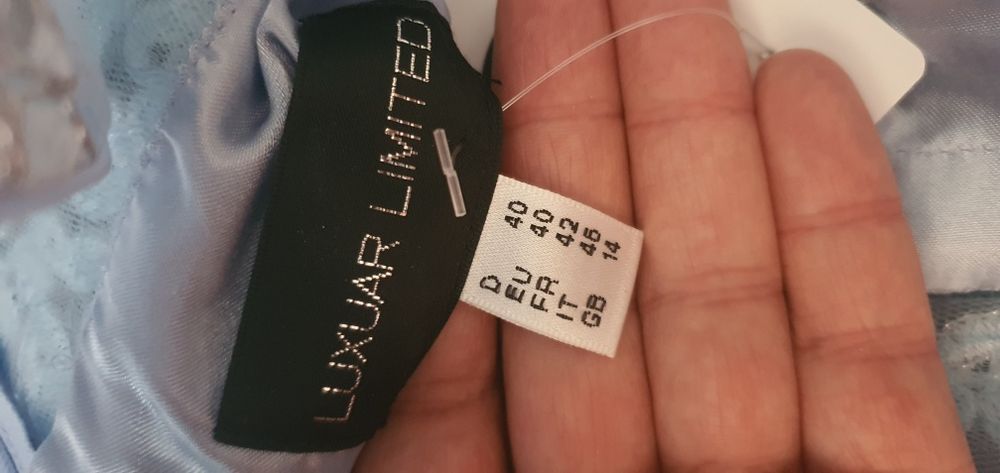 LUXUAR LIMITED
D 40
EU 40
FR 42
IT 46
GB 14